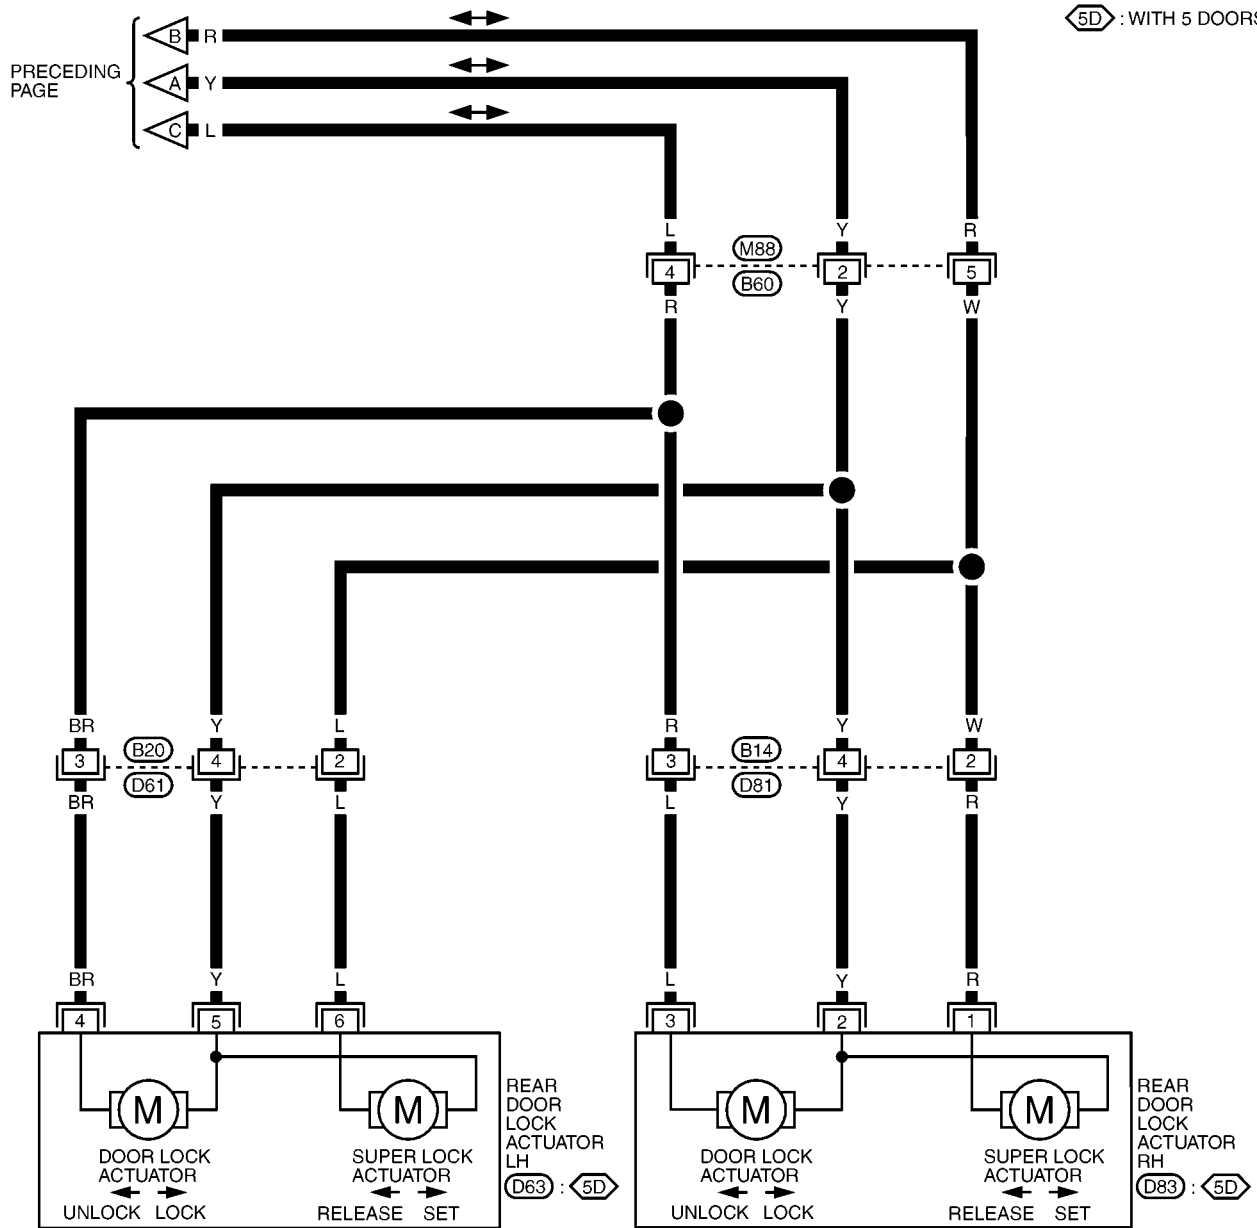 5D : WITH 5 DOORS
B R
PRECEDING
PAGE
A Y
C L
L Y R
M88
4 2 5
B60
R Y W
BR Y L R Y W
B20 B14
3 4 2 3 4 2
D61 D81
BR Y L L Y R
BR Y L L Y R
4 5 6 3 2 1
M M M M
REAR
DOOR
LOCK
ACTUATOR
LH
D63 : 5D
REAR
DOOR
LOCK
ACTUATOR
RH
D83 : 5D
DOOR LOCK
ACTUATOR
UNLOCK LOCK
SUPER LOCK
ACTUATOR
RELEASE SET
DOOR LOCK
ACTUATOR
UNLOCK LOCK
SUPER LOCK
ACTUATOR
RELEASE SET